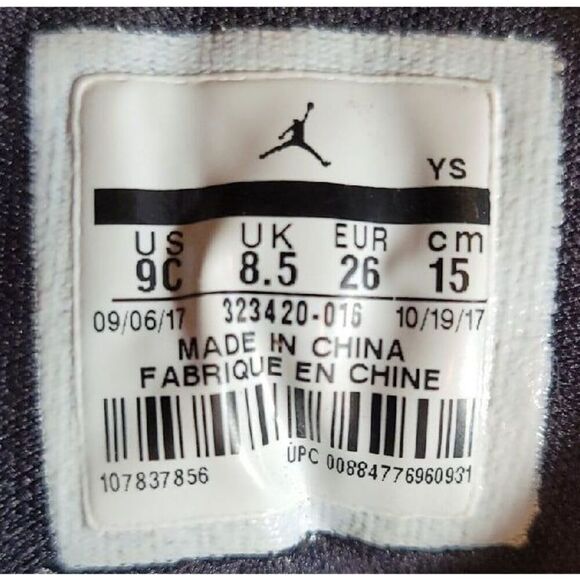 YS
US UK EUR cm
9C 8.5 26 15
09/06/17 323420-016 10/19/17
MADE IN CHINA
FABRIQUE EN CHINE
107837856 UPC 00884776960931